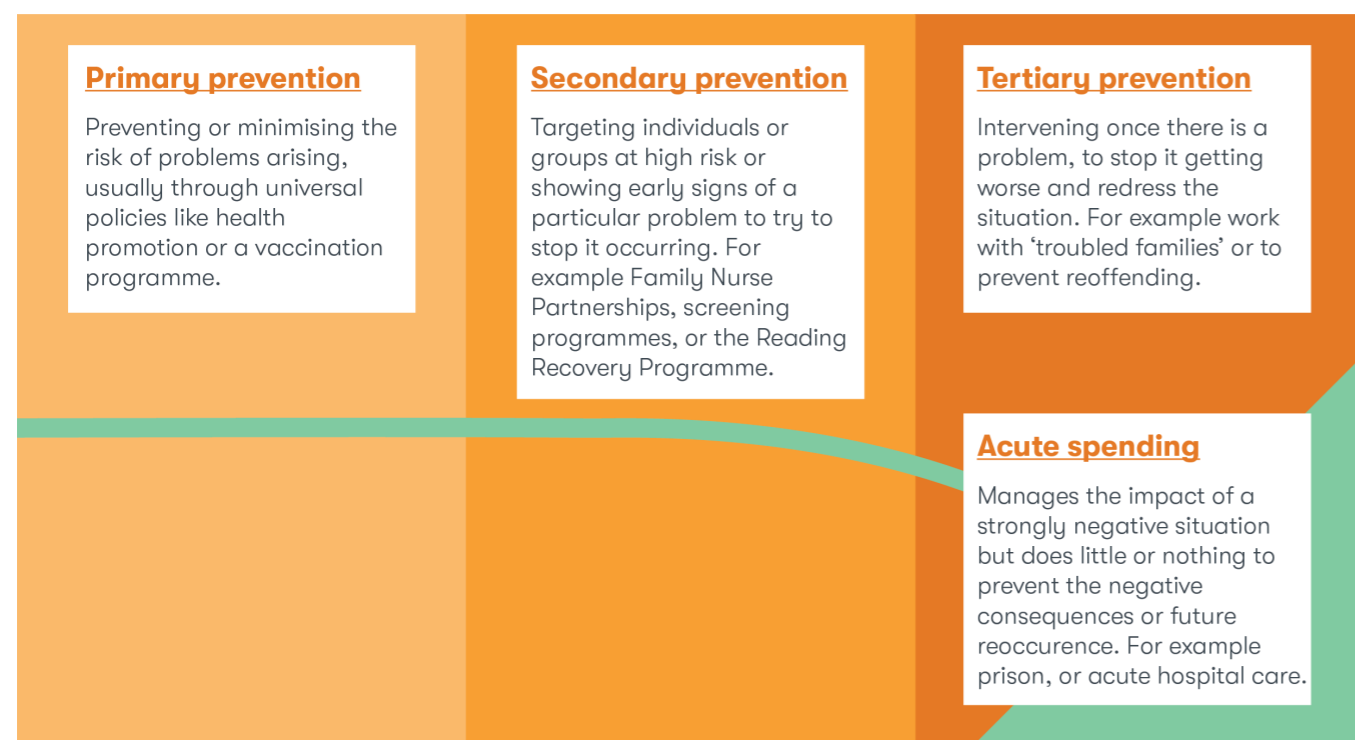 Primary prevention
Preventing or minimising the
risk of problems arising,
usually through universal
policies like health
promotion or a vaccination
programme.
Secondary prevention
Targeting individuals or
groups at high risk or
showing early signs of a
particular problem to try to
stop it occurring. For
example Family Nurse
Partnerships, screening
programmes, or the Reading
Recovery Programme.
Tertiary prevention
Intervening once there is a
problem, to stop it getting
worse and redress the
situation. For example work
with ‘troubled families’ or to
prevent reoffending.
Acute spending
Manages the impact of a
strongly negative situation
but does little or nothing to
prevent the negative
consequences or future
reoccurence. For example
prison, or acute hospital care.